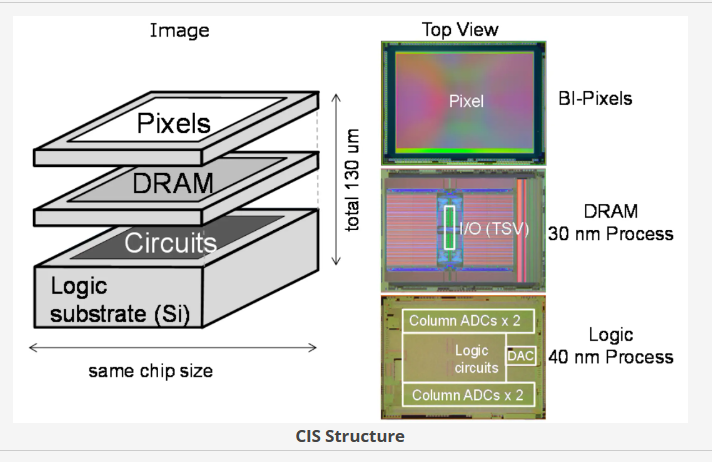 Image
Top View
Pixels
DRAM
Circuits
Logic
substrate (Si)
total 130 um
same chip size
Pixel
BI-Pixels
I/O (TSV)
DRAM
30 nm Process
Column ADCs x 2
Logic
circuits
DAC
Column ADCs x 2
Logic
40 nm Process
CIS Structure